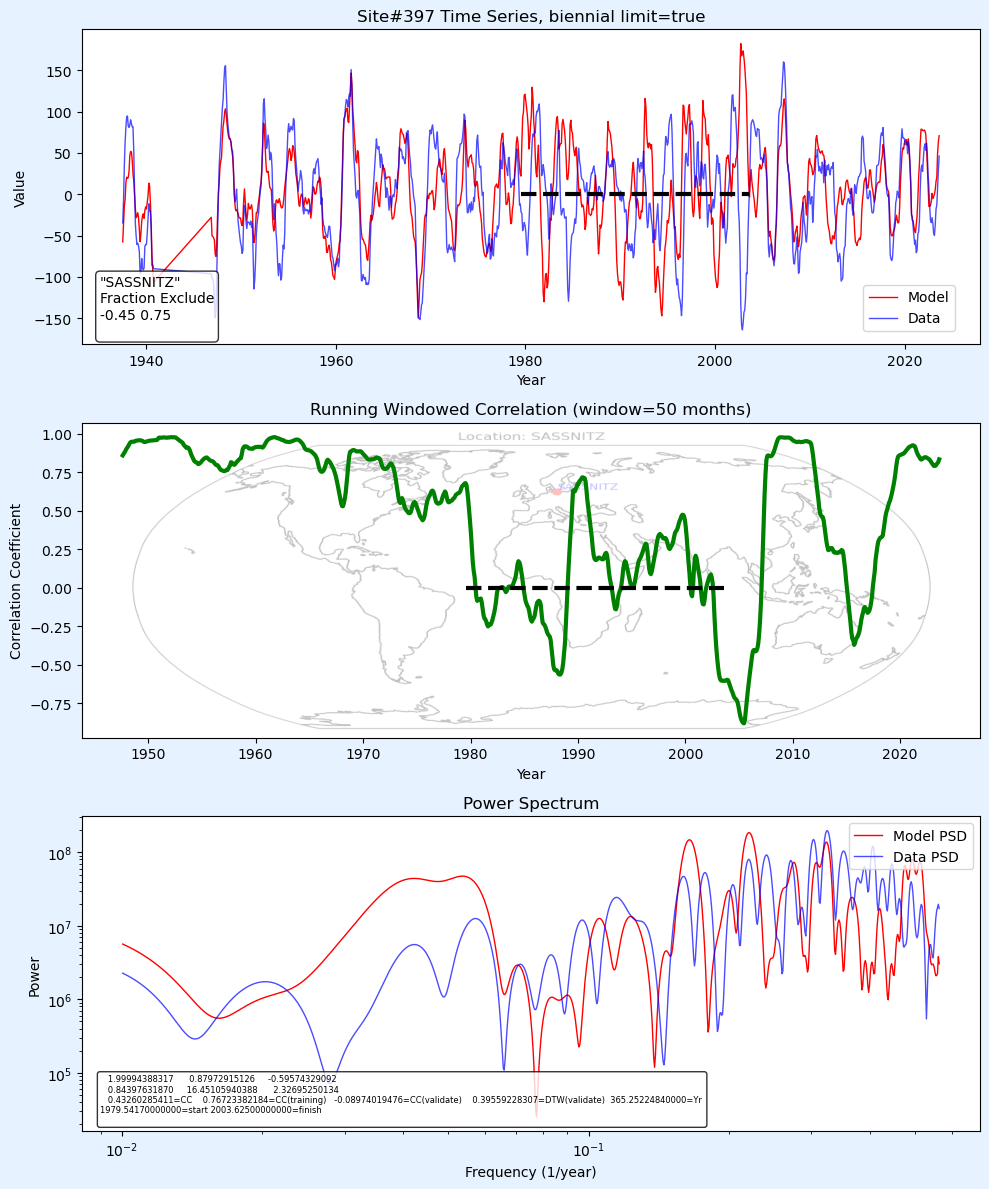 Site#397 Time Series, biennial limit=true
Value
150
100
50
0
−50
−100
−150
"SASSNITZ"
Fraction Exclude
-0.45 0.75
Model
Data
1940
1960
1980
2000
2020
Year
Running Windowed Correlation (window=50 months)
Correlation Coefficient
1.00
0.75
0.50
0.25
0.00
−0.25
−0.50
−0.75
Location: SASSNITZ
SASSNITZ
1950
1960
1970
1980
1990
2000
2010
2020
Year
Power Spectrum
Power
10^8
10^7
10^6
10^5
Model PSD
Data PSD
1.99994388317 0.87972915126 -0.59574329092
0.84397631870 16.45105940388 2.32695250134
0.43260285411=CC 0.76723382184=CC(training) -0.08974019476=CC(validate) 0.39559228307=DTW(validate) 365.25224840000=Yr
1979.54170000000=start 2003.62500000000=finish
10^−2
10^−1
Frequency (1/year)